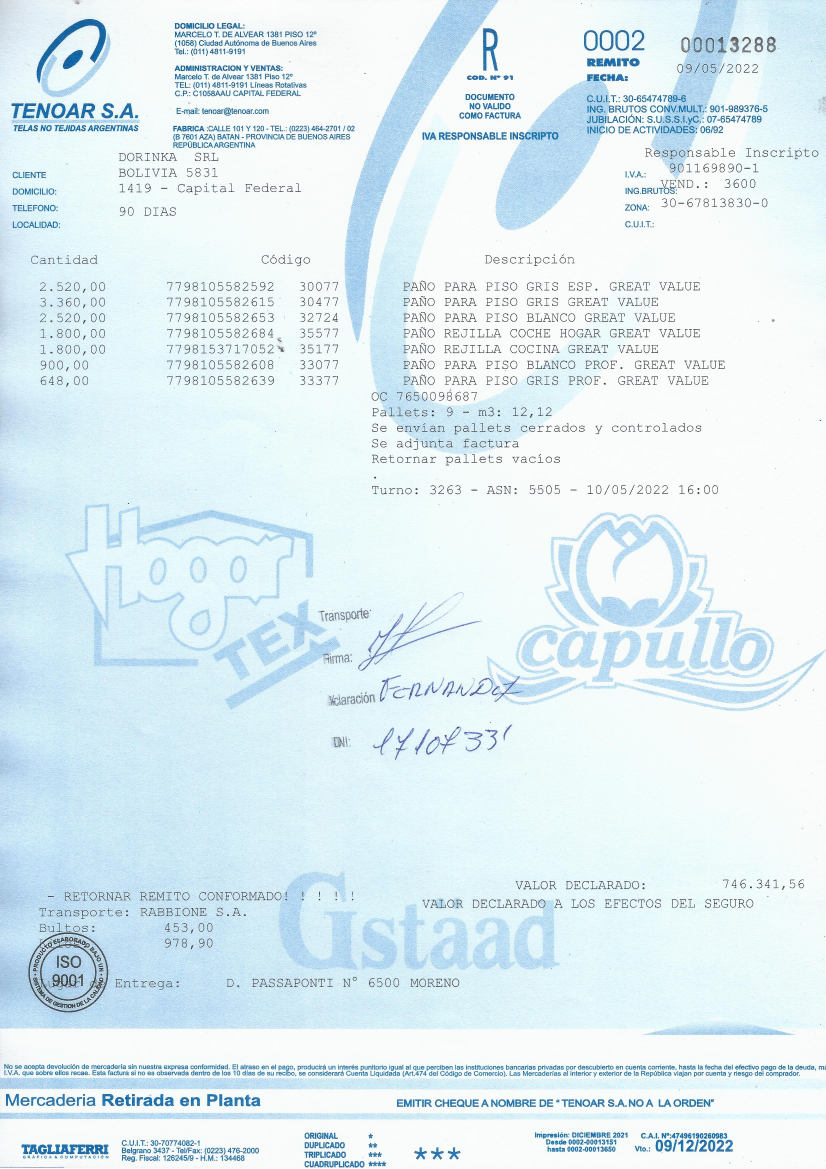 DOMICILIO LEGAL:
MARCELO T. DE ALVEAR 1381 PISO 12º
(1058) Ciudad Autónoma de Buenos Aires
Tel.: (011) 4811-9191
ADMINISTRACION Y VENTAS:
Marcelo T. de Alvear 1381 Piso 12º
TEL: (011) 4811-9191 Líneas Rotativas
C.P.: C1058AAU CAPITAL FEDERAL
E-mail: tenoar@tenoar.com
FABRICA :CALLE 101 Y 120 - TEL.: (0223) 464-2701 / 02
(B 7601 AZA) BATAN - PROVINCIA DE BUENOS AIRES
REPÚBLICA ARGENTINA
TENOAR S.A.
TELAS NO TEJIDAS ARGENTINAS
R
COD. Nº 91
DOCUMENTO
NO VALIDO
COMO FACTURA
IVA RESPONSABLE INSCRIPTO
0002 00013288
REMITO
FECHA: 09/05/2022
C.U.I.T.: 30-65474789-6
ING. BRUTOS CONV.MULT.: 901-989376-5
JUBILACIÓN: S.U.S.S.I.yC.: 07-65474789
INICIO DE ACTIVIDADES: 06/92
CLIENTE DORINKA SRL
DOMICILIO: BOLIVIA 5831
1419 - Capital Federal
TELEFONO: 90 DIAS
LOCALIDAD:
Responsable Inscripto
I.V.A.: 901169890-1
ING.BRUTOS: VEND.: 3600
ZONA: 30-67813830-0
C.U.I.T.:
Cantidad Código Descripción
2.520,00 7798105582592 30077 PAÑO PARA PISO GRIS ESP. GREAT VALUE
3.360,00 7798105582615 30477 PAÑO PARA PISO GRIS GREAT VALUE
2.520,00 7798105582653 32724 PAÑO PARA PISO BLANCO GREAT VALUE
1.800,00 7798105582684 35577 PAÑO REJILLA COCHE HOGAR GREAT VALUE
1.800,00 7798153717052 35177 PAÑO REJILLA COCINA GREAT VALUE
900,00 7798105582608 33077 PAÑO PARA PISO BLANCO PROF. GREAT VALUE
648,00 7798105582639 33377 PAÑO PARA PISO GRIS PROF. GREAT VALUE
OC 7650098687
Pallets: 9 - m3: 12,12
Se envían pallets cerrados y controlados
Se adjunta factura
Retornar pallets vacíos
.
Turno: 3263 - ASN: 5505 - 10/05/2022 16:00
Hogar
TEX
capullo
Transporte:
Firma:
Aclaración FERNANDEZ
DNI:
Gstaad
VALOR DECLARADO: 746.341,56
VALOR DECLARADO A LOS EFECTOS DEL SEGURO
- RETORNAR REMITO CONFORMADO! ! ! ! !
Transporte: RABBIONE S.A.
Bultos: 453,00
978,90
Entrega: D. PASSAPONTI N° 6500 MORENO
PRODUCTO ELABORADO BAJO UN
ISO
9001
SISTEMA DE GESTION DE LA CALIDAD
No se acepta devolución de mercadería sin nuestra expresa conformidad. El atraso en el pago, producirá un interés punitorio igual al que perciben las instituciones bancarias privadas por descubierto en cuenta corriente, hasta la fecha del efectivo pago de la deuda,
I.V.A. que sobre ellos recae. Esta factura si no es observada dentro de los 10 días de su recibo, se considerará Cuenta Liquidada (Art.474 del Código de Comercio). Las Mercaderías al interior y exterior de la República viajan por cuenta y riesgo del comprador.
Mercadería Retirada en Planta
EMITIR CHEQUE A NOMBRE DE " TENOAR S.A. NO A LA ORDEN"
TAGLIAFERRI
GRÁFICA & COMPUTACIÓN
C.U.I.T.: 30-70774082-1
Belgrano 3437 - Tel/Fax: (0223) 476-2000
Reg. Fiscal: 126245/9 - H.M.: 134468
ORIGINAL *
DUPLICADO **
TRIPLICADO ***
CUADRUPLICADO ****
***
Impresión: DICIEMBRE 2021
Desde 0002-00013151
hasta 0002-00013650
C.A.I. Nº:47496190260983
Vto.: 09/12/2022